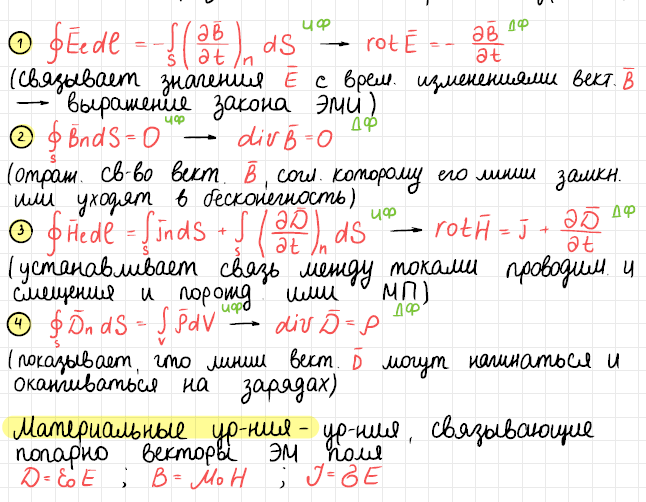 ① ∮E̅ₑdl = -∫ₛ(∂B̅/∂t)ₙ dS ИФ → rot E̅ = - ∂B̅/∂t ДФ
(связывает значения E̅ с врем. изменениями вект. B̅
→ выражение закона ЭМИ)
② ∮ₛ B̅ndS = 0 ИФ → div B̅ = 0 ДФ
(отраж. св-во вект. B̅, согл. которому его линии замкн.
или уходят в бесконечность)
③ ∮H̅ₑdl = ∫ₛ j̅ndS + ∫ₛ (∂D̅/∂t)ₙ dS ИФ → rot H̅ = j̅ + ∂D̅/∂t ДФ
(устанавливает связь между токами проводим. и
смещения и порожд. ими МП)
④ ∮ₛ D̅ₙ dS = ∫ᵥ ρ̅dV ИФ → div D̅ = ρ ДФ
(показывает, что линии вект. D̅ могут начинаться и
оканчиваться на зарядах)
Материальные ур-ния - ур-ния, связывающие
попарно векторы ЭМ поля
D = ε₀E ; B = μ₀H ; J = σE